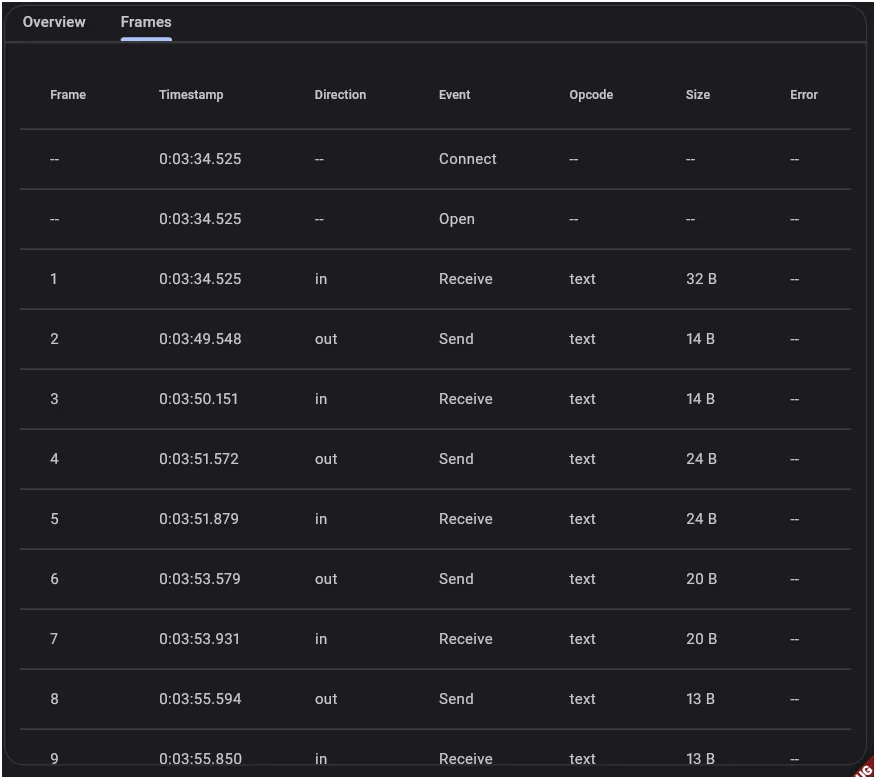 Overview Frames
Frame Timestamp Direction Event Opcode Size Error
-- 0:03:34.525 -- Connect -- -- --
-- 0:03:34.525 -- Open -- -- --
1 0:03:34.525 in Receive text 32 B --
2 0:03:49.548 out Send text 14 B --
3 0:03:50.151 in Receive text 14 B --
4 0:03:51.572 out Send text 24 B --
5 0:03:51.879 in Receive text 24 B --
6 0:03:53.579 out Send text 20 B --
7 0:03:53.931 in Receive text 20 B --
8 0:03:55.594 out Send text 13 B --
9 0:03:55.850 in Receive text 13 B --